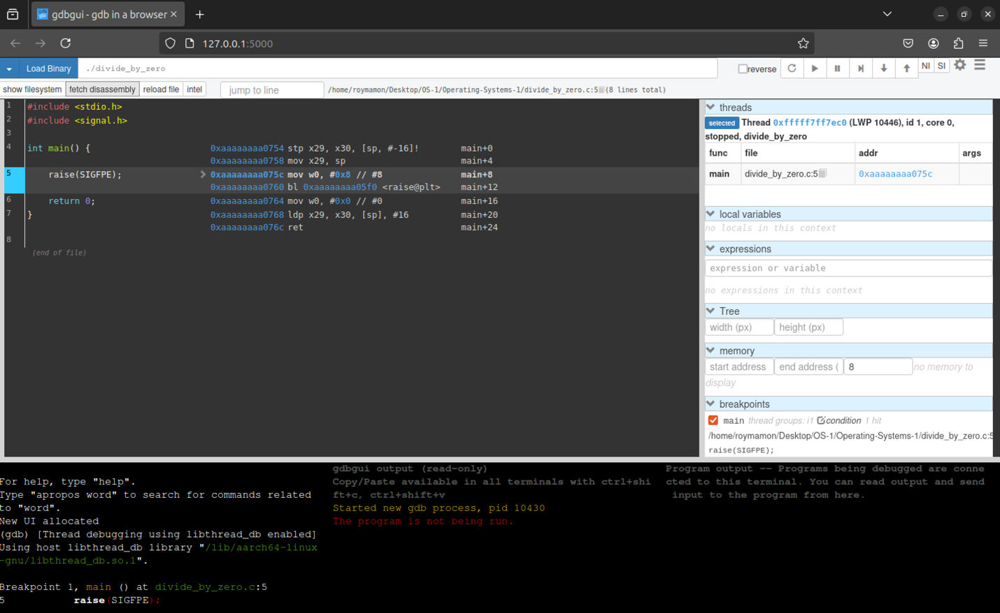 gdbgui - gdb in a browser
127.0.0.1:5000
Load Binary ./divide_by_zero reverse NI SI
show filesystem fetch disassembly reload file intel jump to line /home/roymamon/Desktop/OS-1/Operating-Systems-1/divide_by_zero.c:5 (8 lines total)
1 #include <stdio.h>
2 #include <signal.h>
3
4 int main() { 0xaaaaaaaa0754 stp x29, x30, [sp, #-16]! main+0
0xaaaaaaaa0758 mov x29, sp main+4
5 raise(SIGFPE); 0xaaaaaaaa075c mov w0, #0x8 // #8 main+8
0xaaaaaaaa0760 bl 0xaaaaaaaa05f0 <raise@plt> main+12
6 return 0; 0xaaaaaaaa0764 mov w0, #0x0 // #0 main+16
7 } 0xaaaaaaaa0768 ldp x29, x30, [sp], #16 main+20
0xaaaaaaaa076c ret main+24
8
(end of file)
threads
selected Thread 0xfffff7ff7ec0 (LWP 10446), id 1, core 0,
stopped, divide_by_zero
func file addr args
main divide_by_zero.c:5 0xaaaaaaaa075c
local variables
no locals in this context
expressions
expression or variable
no expressions in this context
Tree
width (px) height (px)
memory
start address end address ( 8 no memory to
display
breakpoints
main thread groups: i1 condition 1 hit
/home/roymamon/Desktop/OS-1/Operating-Systems-1/divide_by_zero.c:5
raise(SIGFPE);
For help, type "help".
Type "apropos word" to search for commands related
to "word".
New UI allocated
(gdb) [Thread debugging using libthread_db enabled]
Using host libthread_db library "/lib/aarch64-linux
-gnu/libthread_db.so.1".
Breakpoint 1, main () at divide_by_zero.c:5
5 raise(SIGFPE);
gdbgui output (read-only)
Copy/Paste available in all terminals with ctrl+shi
ft+c, ctrl+shift+v
Started new gdb process, pid 10430
The program is not being run.
Program output -- Programs being debugged are conne
cted to this terminal. You can read output and send
input to the program from here.